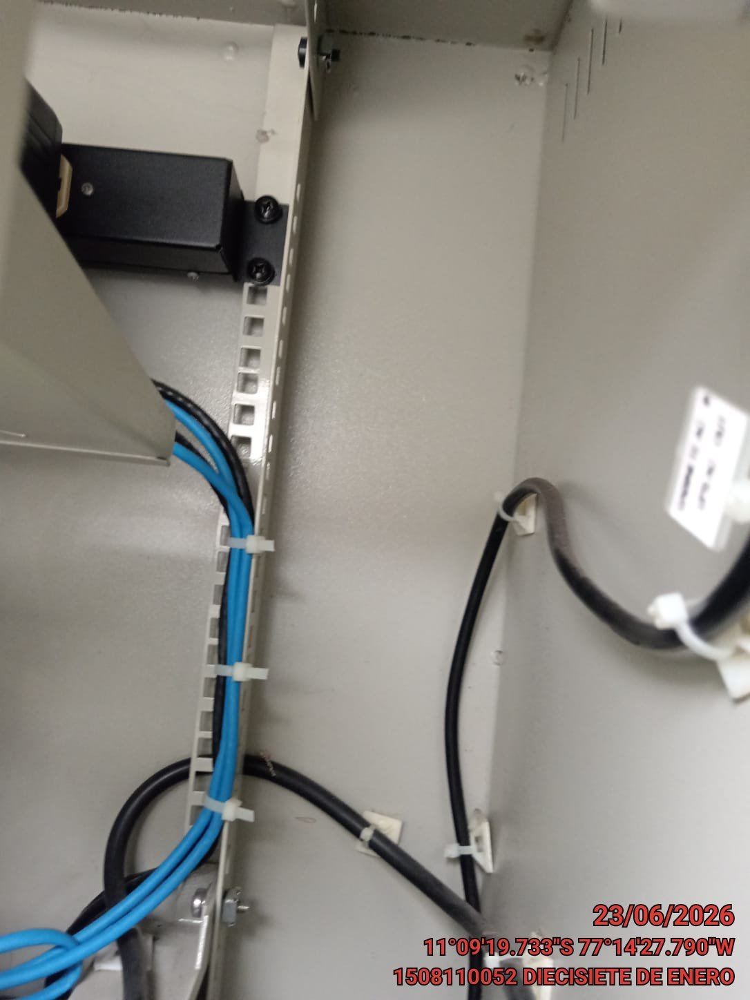 23/06/2026
11°09'19.733"S 77°14'27.790"W
1508110052 DIECISIETE DE ENERO